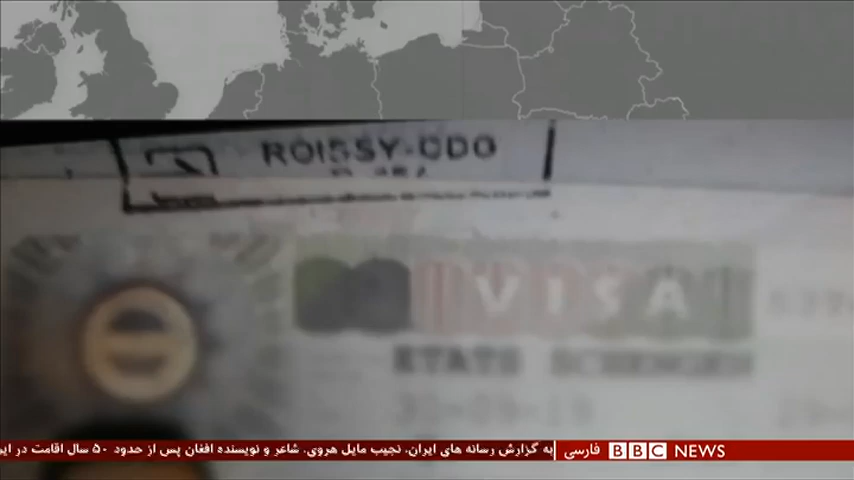 ROISSY-CDG
VISA
ETATS SCHENGEN
به گزارش رسانه های ایران، نجیب مایل هروی، شاعر و نویسنده افغان پس از حدود ۵۰ سال اقامت در ایر
فارسی BBC NEWS